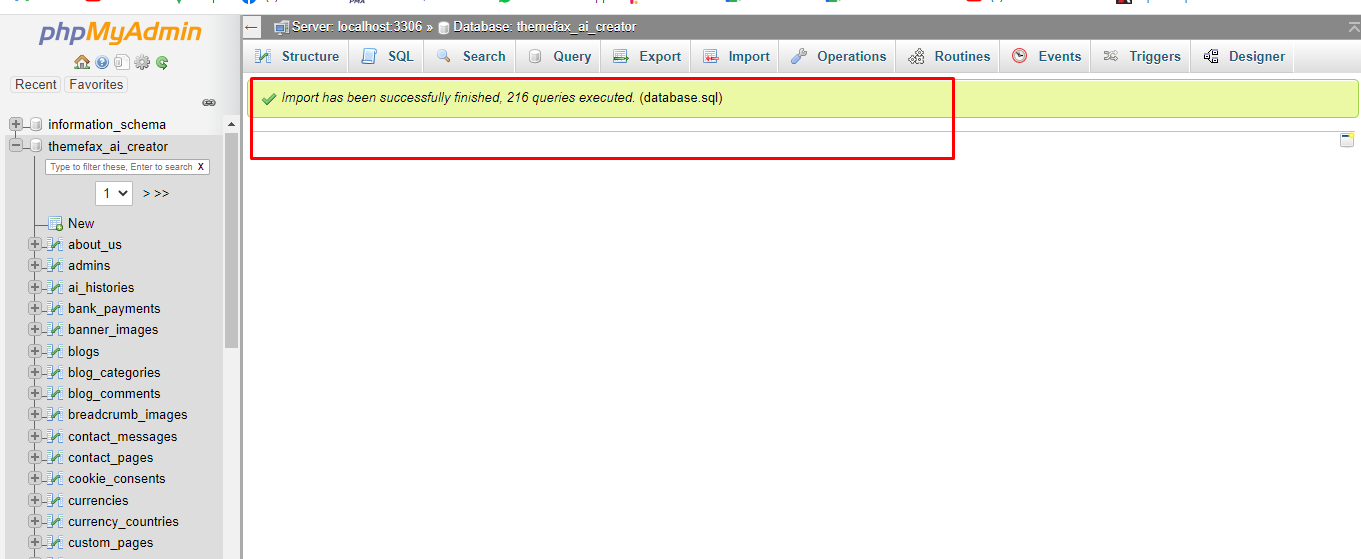 phpMyAdmin
Recent Favorites
information_schema
themefax_ai_creator
Type to filter these, Enter to search X
1 > >>
New
about_us
admins
ai_histories
bank_payments
banner_images
blogs
blog_categories
blog_comments
breadcrumb_images
contact_messages
contact_pages
cookie_consents
currencies
currency_countries
custom_pages
Server: localhost:3306 » Database: themefax_ai_creator
Structure SQL Search Query Export Import Operations Routines Events Triggers Designer
Import has been successfully finished, 216 queries executed. (database.sql)